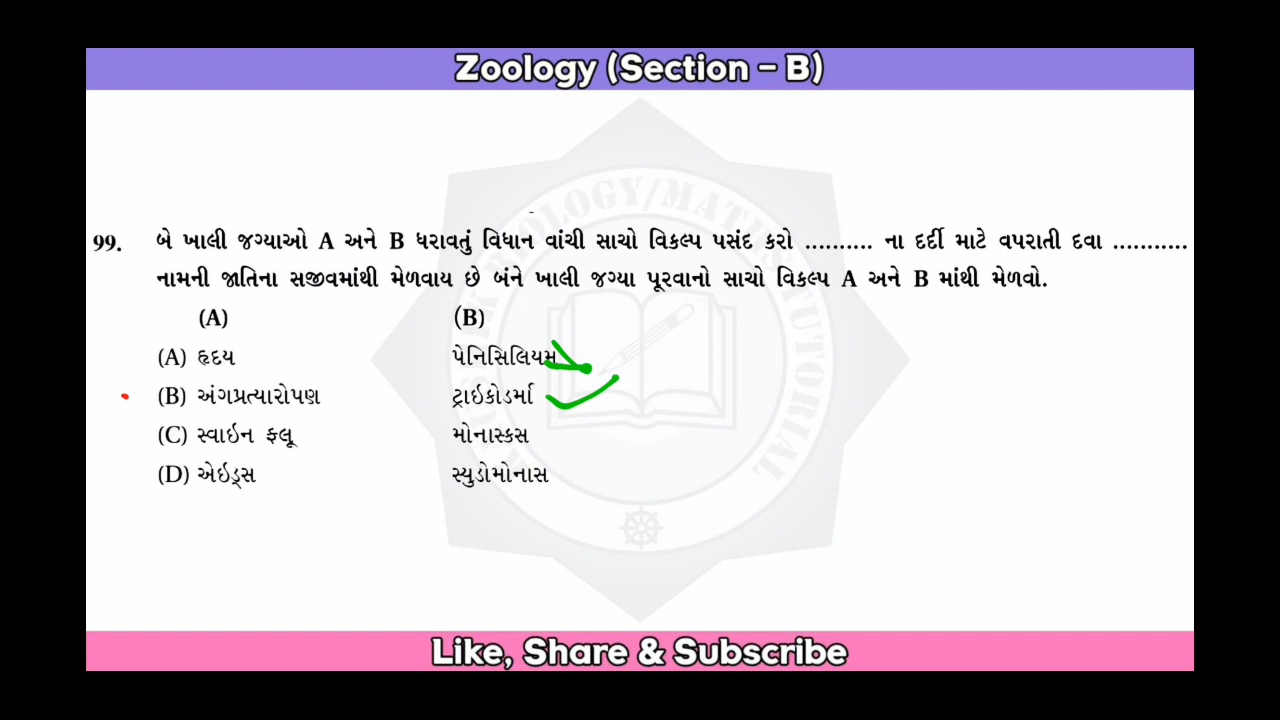 Zoology (Section – B)
99. બે ખાલી જગ્યાઓ A અને B ધરાવતું વિધાન વાંચી સાચો વિકલ્પ પસંદ કરો .......... ના દર્દી માટે વપરાતી દવા ...........
નામની જાતિના સજીવમાંથી મેળવાય છે બંને ખાલી જગ્યા પૂરવાનો સાચો વિકલ્પ A અને B માંથી મેળવો.
(A) (B)
(A) હૃદય પેનિસિલિયમ
(B) અંગપ્રત્યારોપણ ટ્રાઇકોડર્મા
(C) સ્વાઇન ફ્લૂ મોનાસ્કસ
(D) એઇડ્સ સ્યુડોમોનાસ
Like, Share & Subscribe